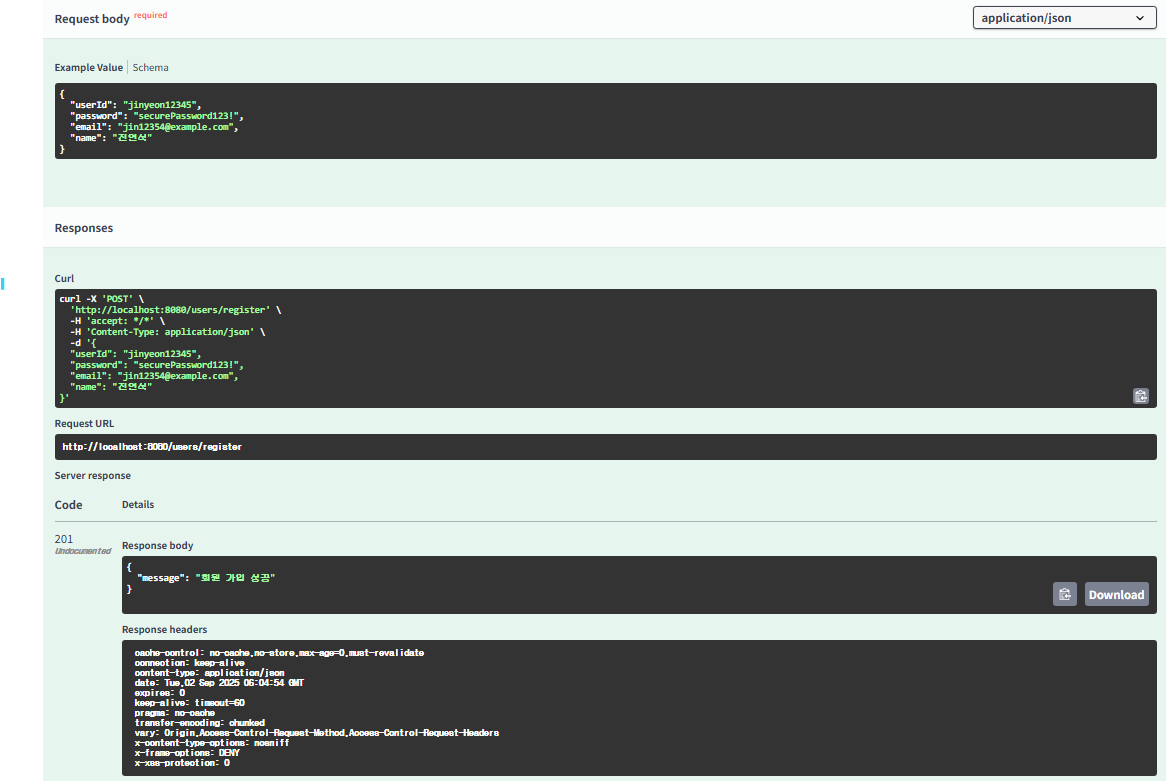 Request body required
application/json
Example Value Schema
{
"userId": "jinyeon12345",
"password": "securePassword123!",
"email": "jin12354@example.com",
"name": "진연석"
}
Responses
Curl
curl -X 'POST' \
'http://localhost:8080/users/register' \
-H 'accept: */*' \
-H 'Content-Type: application/json' \
-d '{
"userId": "jinyeon12345",
"password": "securePassword123!",
"email": "jin12354@example.com",
"name": "진연석"
}'
Request URL
http://localhost:8080/users/register
Server response
Code Details
201
Undocumented
Response body
{
"message": "회원 가입 성공"
}
Download
Response headers
cache-control: no-cache,no-store,max-age=0,must-revalidate
connection: keep-alive
content-type: application/json
date: Tue,02 Sep 2025 06:04:54 GMT
expires: 0
keep-alive: timeout=60
pragma: no-cache
transfer-encoding: chunked
vary: Origin,Access-Control-Request-Method,Access-Control-Request-Headers
x-content-type-options: nosniff
x-frame-options: DENY
x-xss-protection: 0